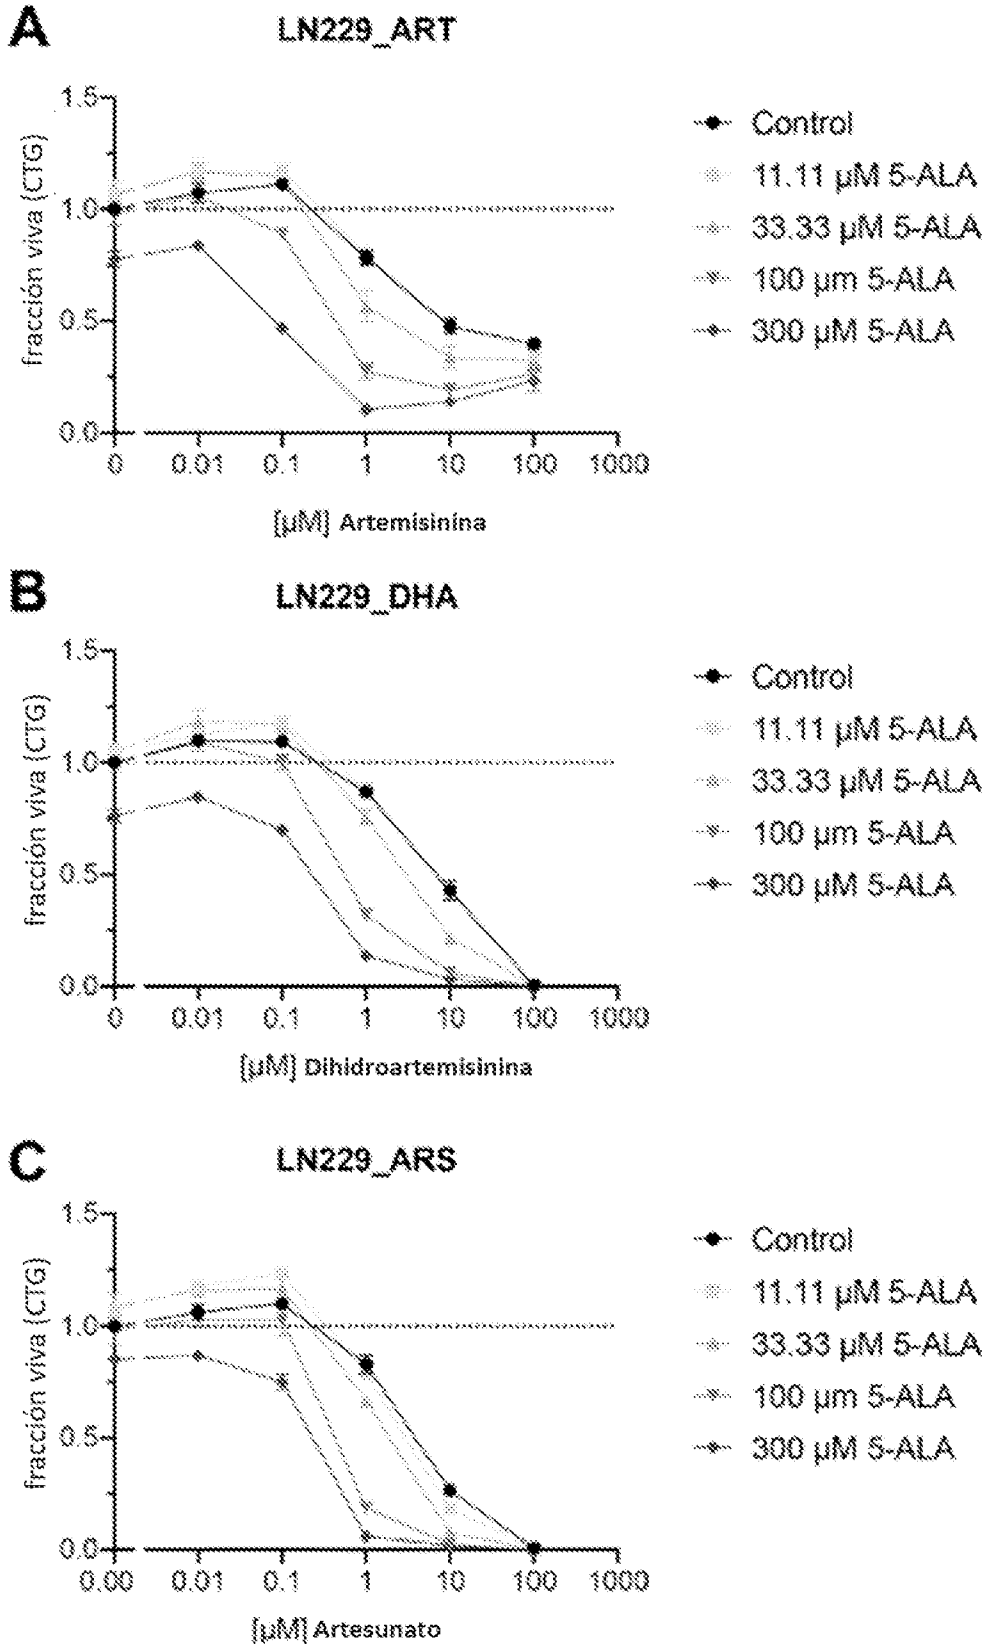 A
LN229_ART
fracción viva (CTG)
1.5
1.0
0.5
0.0
0 0.01 0.1 1 10 100 1000
[µM] Artemisinina
Control
11.11 µM 5-ALA
33.33 µM 5-ALA
100 µm 5-ALA
300 µM 5-ALA
B
LN229_DHA
fracción viva (CTG)
1.5
1.0
0.5
0.0
0 0.01 0.1 1 10 100 1000
[µM] Dihidroartemisinina
Control
11.11 µM 5-ALA
33.33 µM 5-ALA
100 µm 5-ALA
300 µM 5-ALA
C
LN229_ARS
fracción viva (CTG)
1.5
1.0
0.5
0.0
0.00 0.01 0.1 1 10 100 1000
[µM] Artesunato
Control
11.11 µM 5-ALA
33.33 µM 5-ALA
100 µm 5-ALA
300 µM 5-ALA